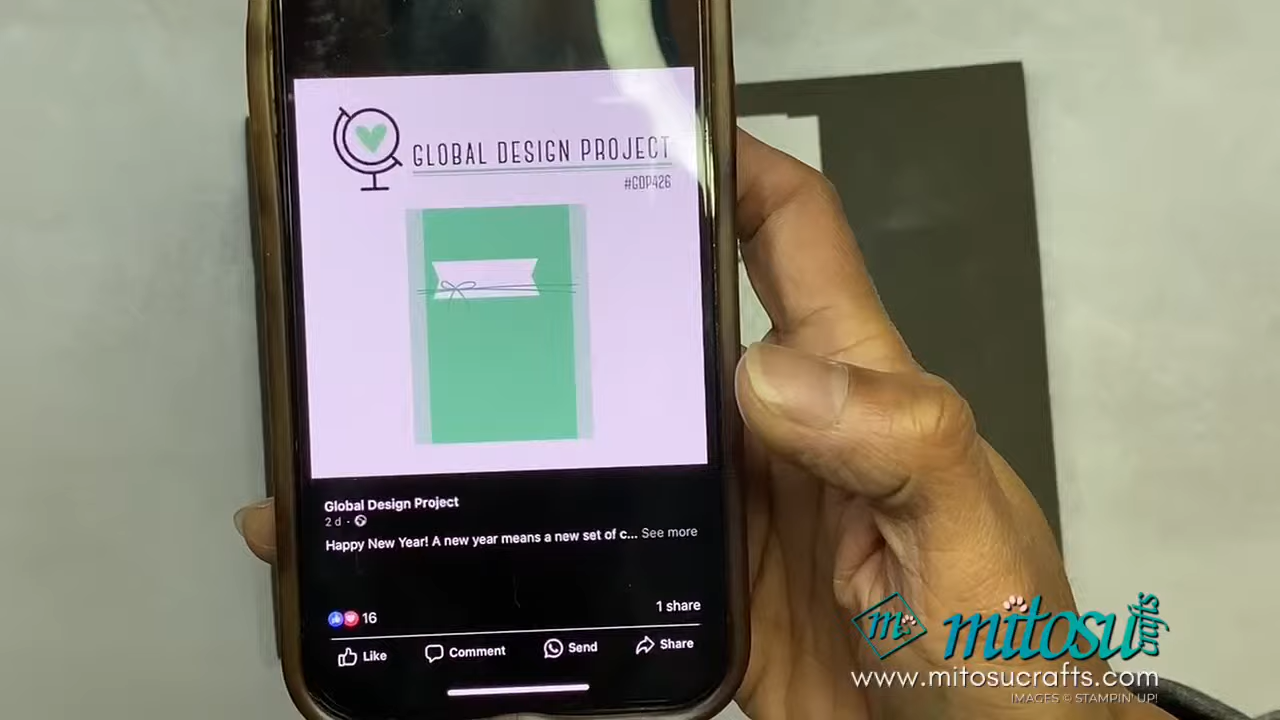 GLOBAL DESIGN PROJECT
#GDP426
Global Design Project
2 d ·
Happy New Year! A new year means a new set of c... See more
16
1 share
Like
Comment
Send
Share
m
mitosu crafts
www.mitosucrafts.com
IMAGES © STAMPIN' UP!